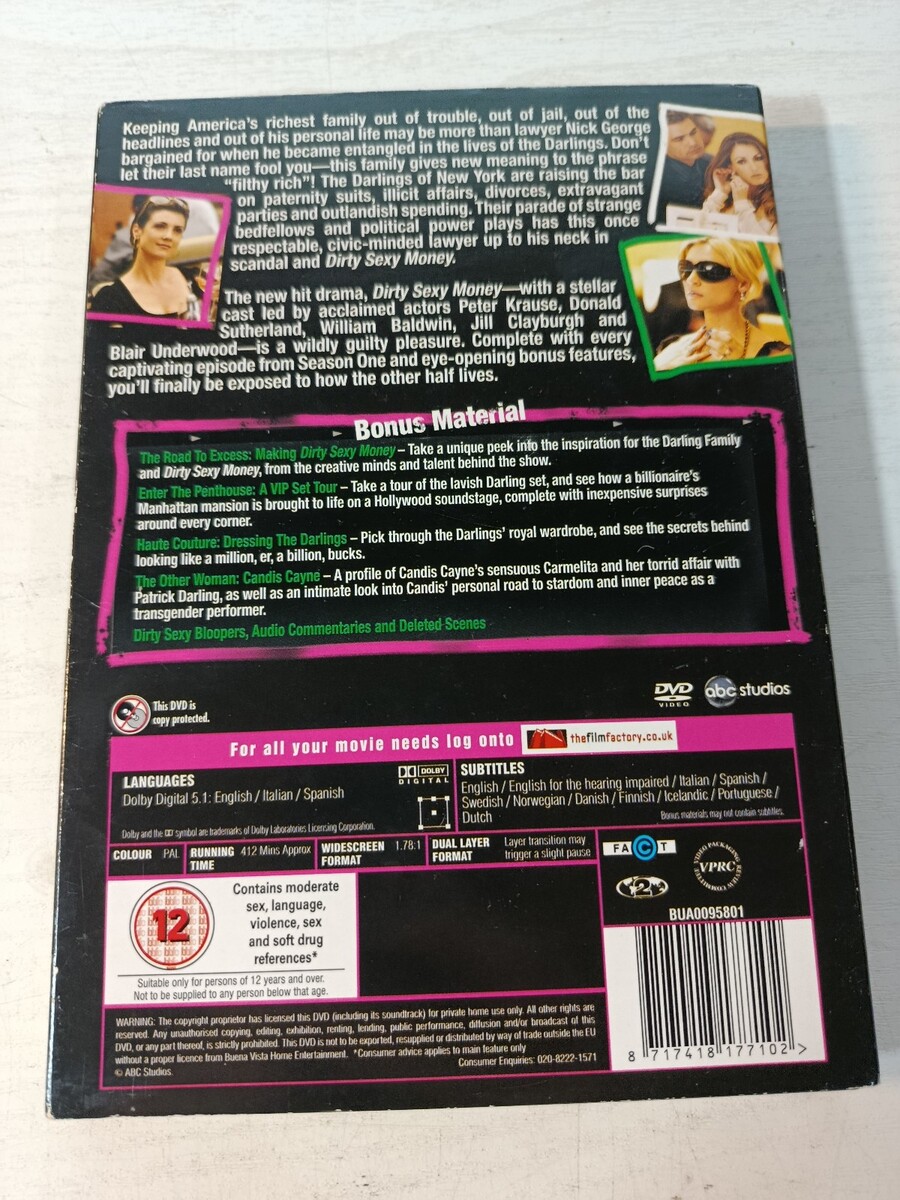 Keeping America's richest family out of trouble, out of jail, out of the
headlines and out of his personal life may be more than lawyer Nick George
bargained for when he became entangled in the lives of the Darlings. Don't
let their last name fool you—this family gives new meaning to the phrase
"filthy rich"! The Darlings of New York are raising the bar
on paternity suits, illicit affairs, divorces, extravagant
parties and outlandish spending. Their parade of strange
bedfellows and political power plays has this once
respectable, civic-minded lawyer up to his neck in
scandal and Dirty Sexy Money.
The new hit drama, Dirty Sexy Money—with a stellar
cast led by acclaimed actors Peter Krause, Donald
Sutherland, William Baldwin, Jill Clayburgh and
Blair Underwood—is a wildly guilty pleasure. Complete with every
captivating episode from Season One and eye-opening bonus features,
you'll finally be exposed to how the other half lives.
Bonus Material
The Road To Excess: Making Dirty Sexy Money – Take a unique peek into the inspiration for the Darling Family
and Dirty Sexy Money, from the creative minds and talent behind the show.
Enter The Penthouse: A VIP Set Tour – Take a tour of the lavish Darling set, and see how a billionaire's
Manhattan mansion is brought to life on a Hollywood soundstage, complete with inexpensive surprises
around every corner.
Haute Couture: Dressing The Darlings – Pick through the Darlings' royal wardrobe, and see the secrets behind
looking like a million, er, a billion, bucks.
The Other Woman: Candis Cayne – A profile of Candis Cayne's sensuous Carmelita and her torrid affair with
Patrick Darling, as well as an intimate look into Candis' personal road to stardom and inner peace as a
transgender performer.
Dirty Sexy Bloopers, Audio Commentaries and Deleted Scenes
This DVD is
copy protected.
DVD
VIDEO
abc studios
For all your movie needs log onto thefilmfactory.co.uk
LANGUAGES
Dolby Digital 5.1: English / Italian / Spanish
DOLBY
DIGITAL
Dolby and the DD symbol are trademarks of Dolby Laboratories Licensing Corporation.
SUBTITLES
English / English for the hearing impaired / Italian / Spanish /
Swedish / Norwegian / Danish / Finnish / Icelandic / Portuguese /
Dutch
Bonus materials may not contain subtitles.
COLOUR PAL
RUNNING TIME 412 Mins Approx
WIDESCREEN FORMAT 1.78:1
DUAL LAYER FORMAT Layer transition may trigger a slight pause
FACT
2
VIDEO PACKAGING REVIEW COMMITTEE
VPRC
BUA0095801
12
Contains moderate
sex, language,
violence, sex
and soft drug
references*
Suitable only for persons of 12 years and over.
Not to be supplied to any person below that age.
WARNING: The copyright proprietor has licensed this DVD (including its soundtrack) for private home use only. All other rights are
reserved. Any unauthorised copying, editing, exhibition, renting, lending, public performance, diffusion and/or broadcast of this
DVD, or any part thereof, is strictly prohibited. This DVD is not to be exported, resupplied or distributed by way of trade outside the EU
without a proper licence from Buena Vista Home Entertainment. *Consumer advice applies to main feature only
© ABC Studios.
Consumer Enquiries: 020-8222-1571
8 717418 177102 >